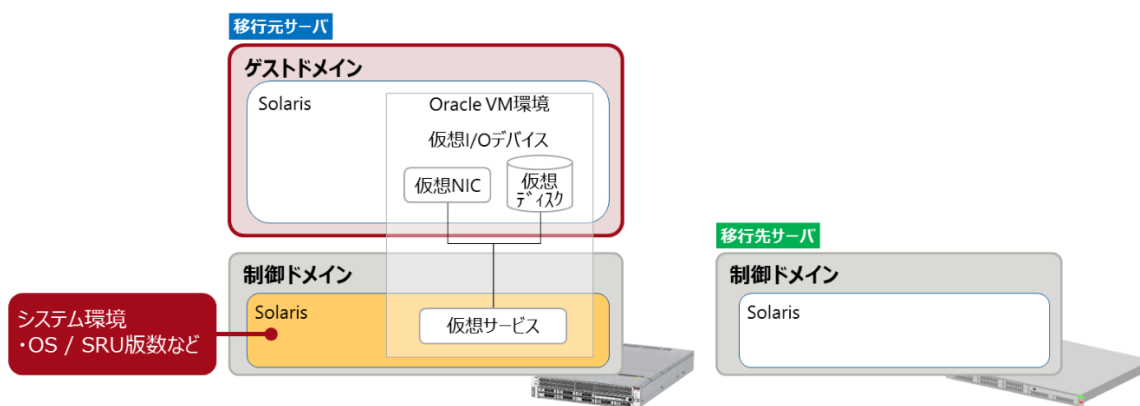 移行元サーバ
ゲストドメイン
Solaris
Oracle VM環境
仮想I/Oデバイス
仮想NIC
仮想
ディスク
制御ドメイン
Solaris
仮想サービス
システム環境
・OS / SRU版数など
移行先サーバ
制御ドメイン
Solaris